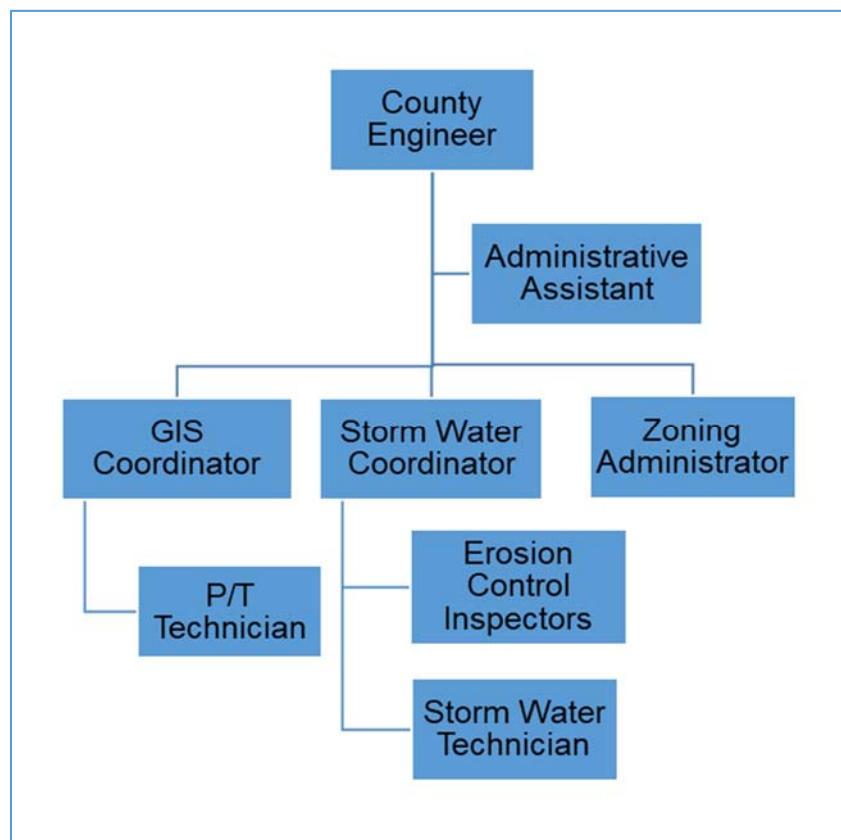 County
Engineer
Administrative
Assistant
GIS
Coordinator
Storm Water
Coordinator
Zoning
Administrator
P/T
Technician
Erosion
Control
Inspectors
Storm Water
Technician